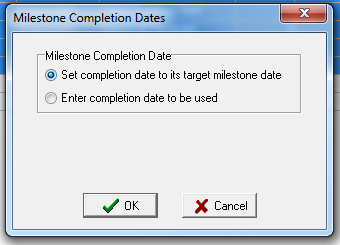 Milestone Completion Dates
Milestone Completion Date
Set completion date to its target milestone date
Enter completion date to be used
OK
Cancel